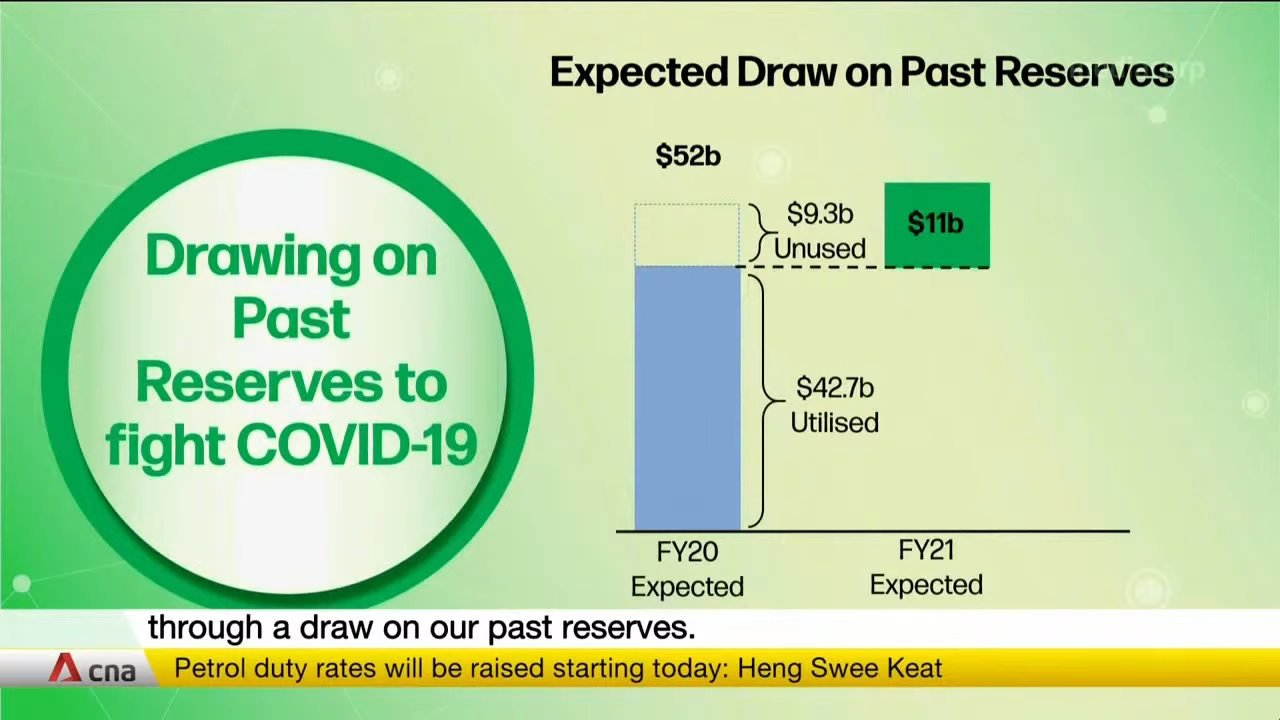 Expected Draw on Past Reserves
Drawing on
Past
Reserves to
fight COVID-19
$52b
$9.3b
Unused
$11b
$42.7b
Utilised
FY20
Expected
FY21
Expected
through a draw on our past reserves.
cna
Petrol duty rates will be raised starting today: Heng Swee Keat